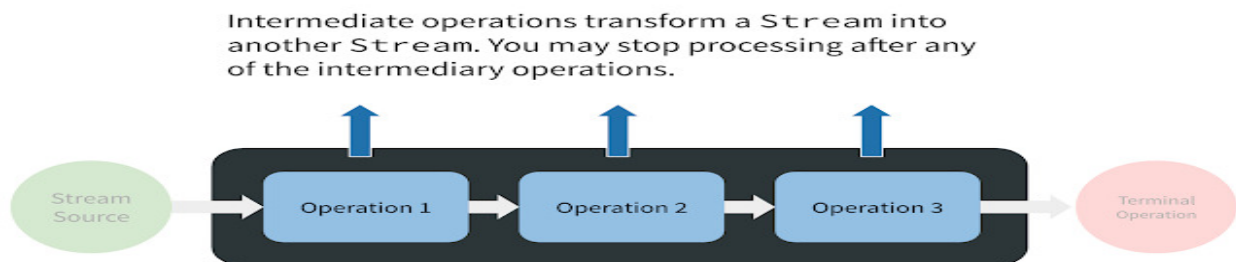 Intermediate operations transform a Stream into
another Stream. You may stop processing after any
of the intermediary operations.
Stream
Source
Operation 1
Operation 2
Operation 3
Terminal
Operation